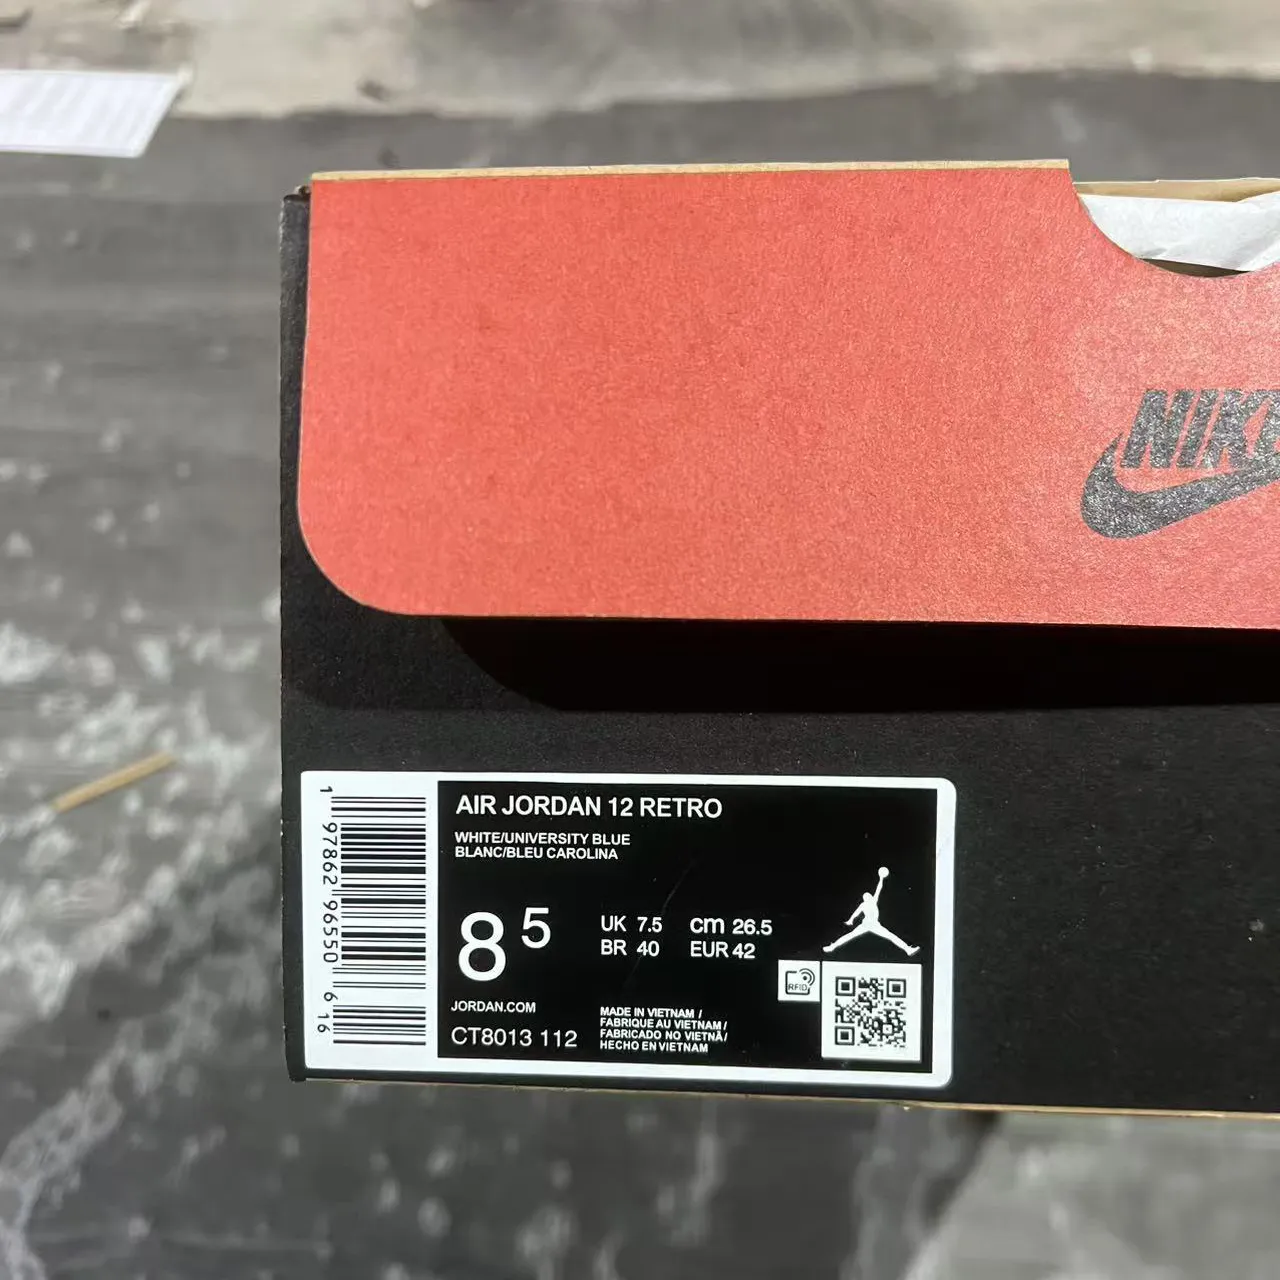 NIKE
AIR JORDAN 12 RETRO
WHITE/UNIVERSITY BLUE
BLANC/BLEU CAROLINA
8 5
UK 7.5 cm 26.5
BR 40 EUR 42
RFID
JORDAN.COM
CT8013 112
MADE IN VIETNAM /
FABRIQUE AU VIETNAM /
FABRICADO NO VIETNÃ/
HECHO EN VIETNAM
1 97862 96550 6 16